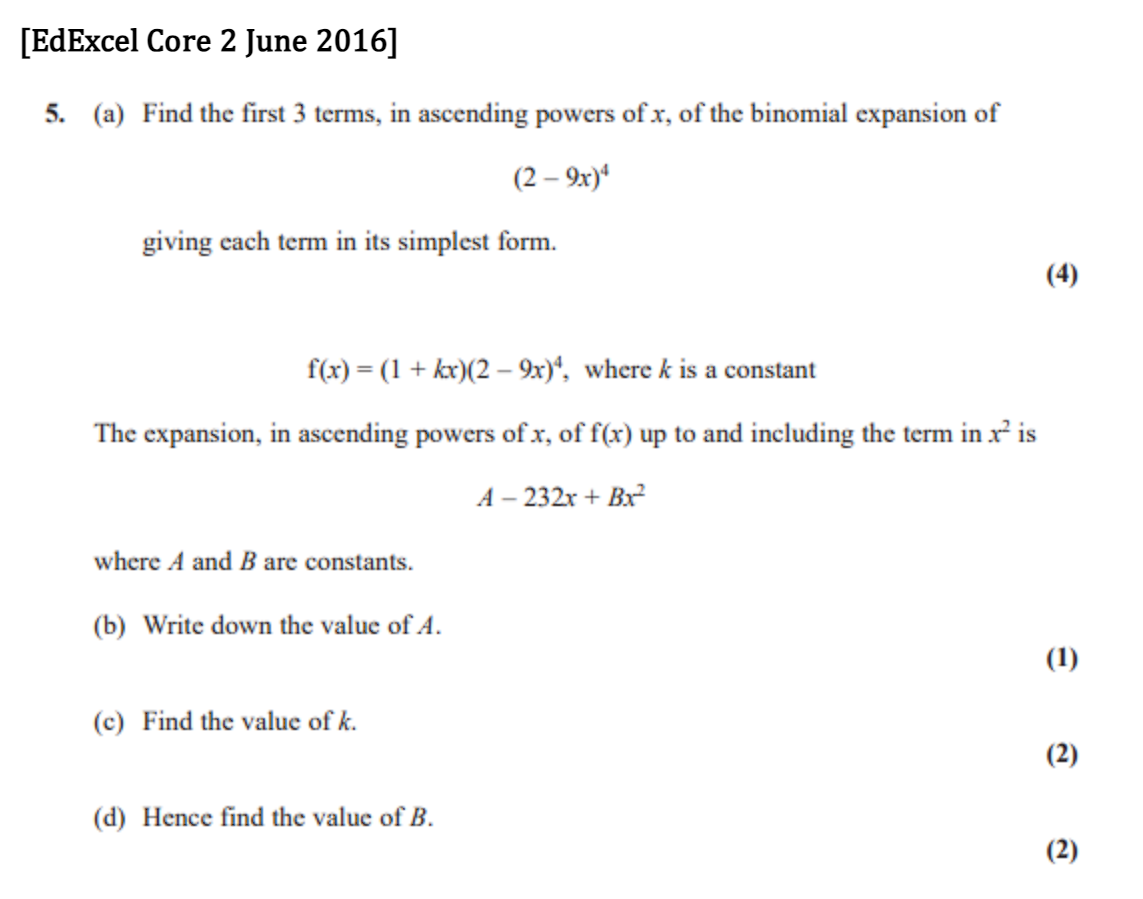 [EdExcel Core 2 June 2016]
5. (a) Find the first 3 terms, in ascending powers of x, of the binomial expansion of
(2 – 9x)⁴
giving each term in its simplest form.
(4)
f(x) = (1 + kx)(2 – 9x)⁴, where k is a constant
The expansion, in ascending powers of x, of f(x) up to and including the term in x² is
A – 232x + Bx²
where A and B are constants.
(b) Write down the value of A.
(1)
(c) Find the value of k.
(2)
(d) Hence find the value of B.
(2)